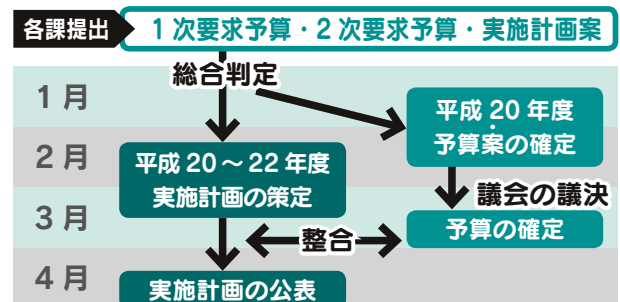 各課提出 1次要求予算・2次要求予算・実施計画案
総合判定
1月
平成20年度
予算案の確定
2月
平成20～22年度
実施計画の策定
議会の議決
3月
予算の確定
整合
4月
実施計画の公表